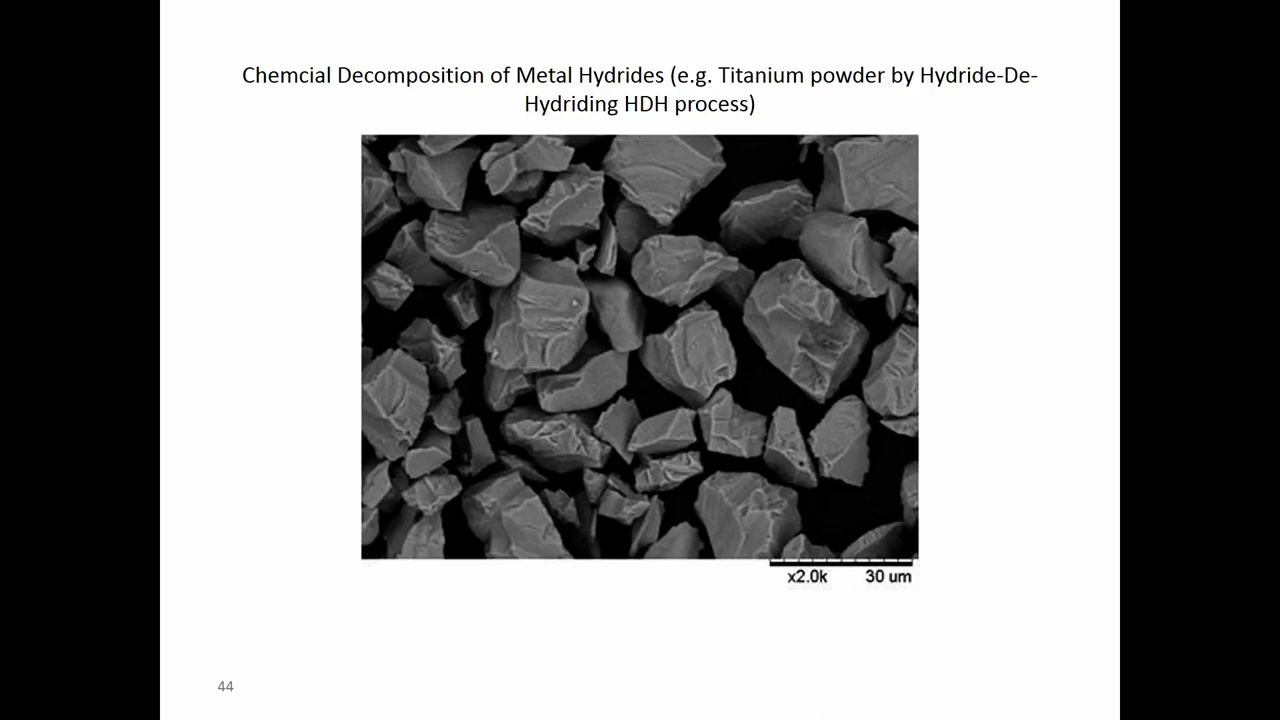 Chemcial Decomposition of Metal Hydrides (e.g. Titanium powder by Hydride-De-
Hydriding HDH process)
x2.0k 30 um
44